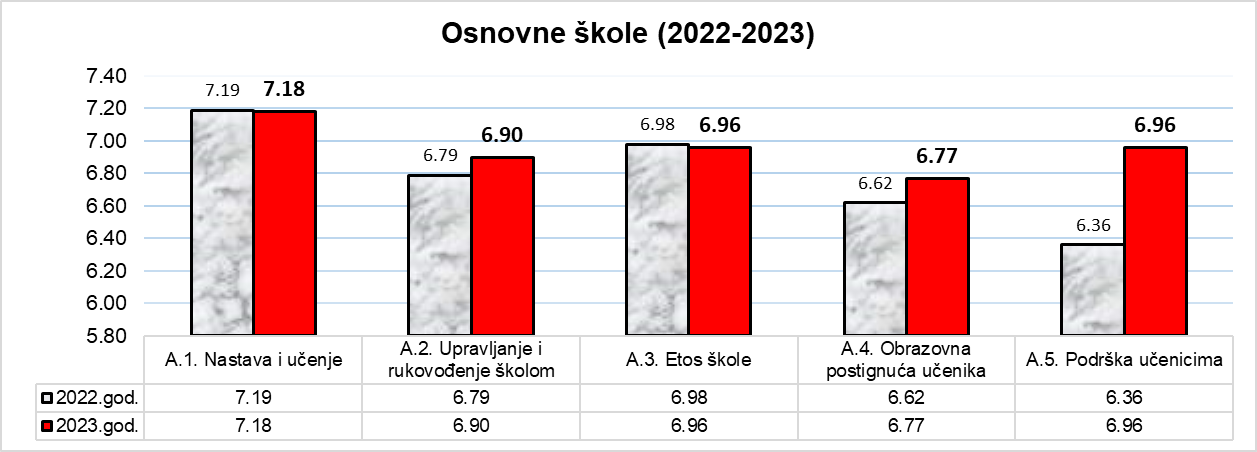 Osnovne škole (2022-2023)
7.40
7.20
7.00
6.80
6.60
6.40
6.20
6.00
5.80
7.19
7.18
6.79
6.90
6.98
6.96
6.62
6.77
6.36
6.96
A.1. Nastava i učenje
A.2. Upravljanje i
rukovođenje školom
A.3. Etos škole
A.4. Obrazovna
postignuća učenika
A.5. Podrška učenicima
2022.god. 7.19 6.79 6.98 6.62 6.36
2023.god. 7.18 6.90 6.96 6.77 6.96